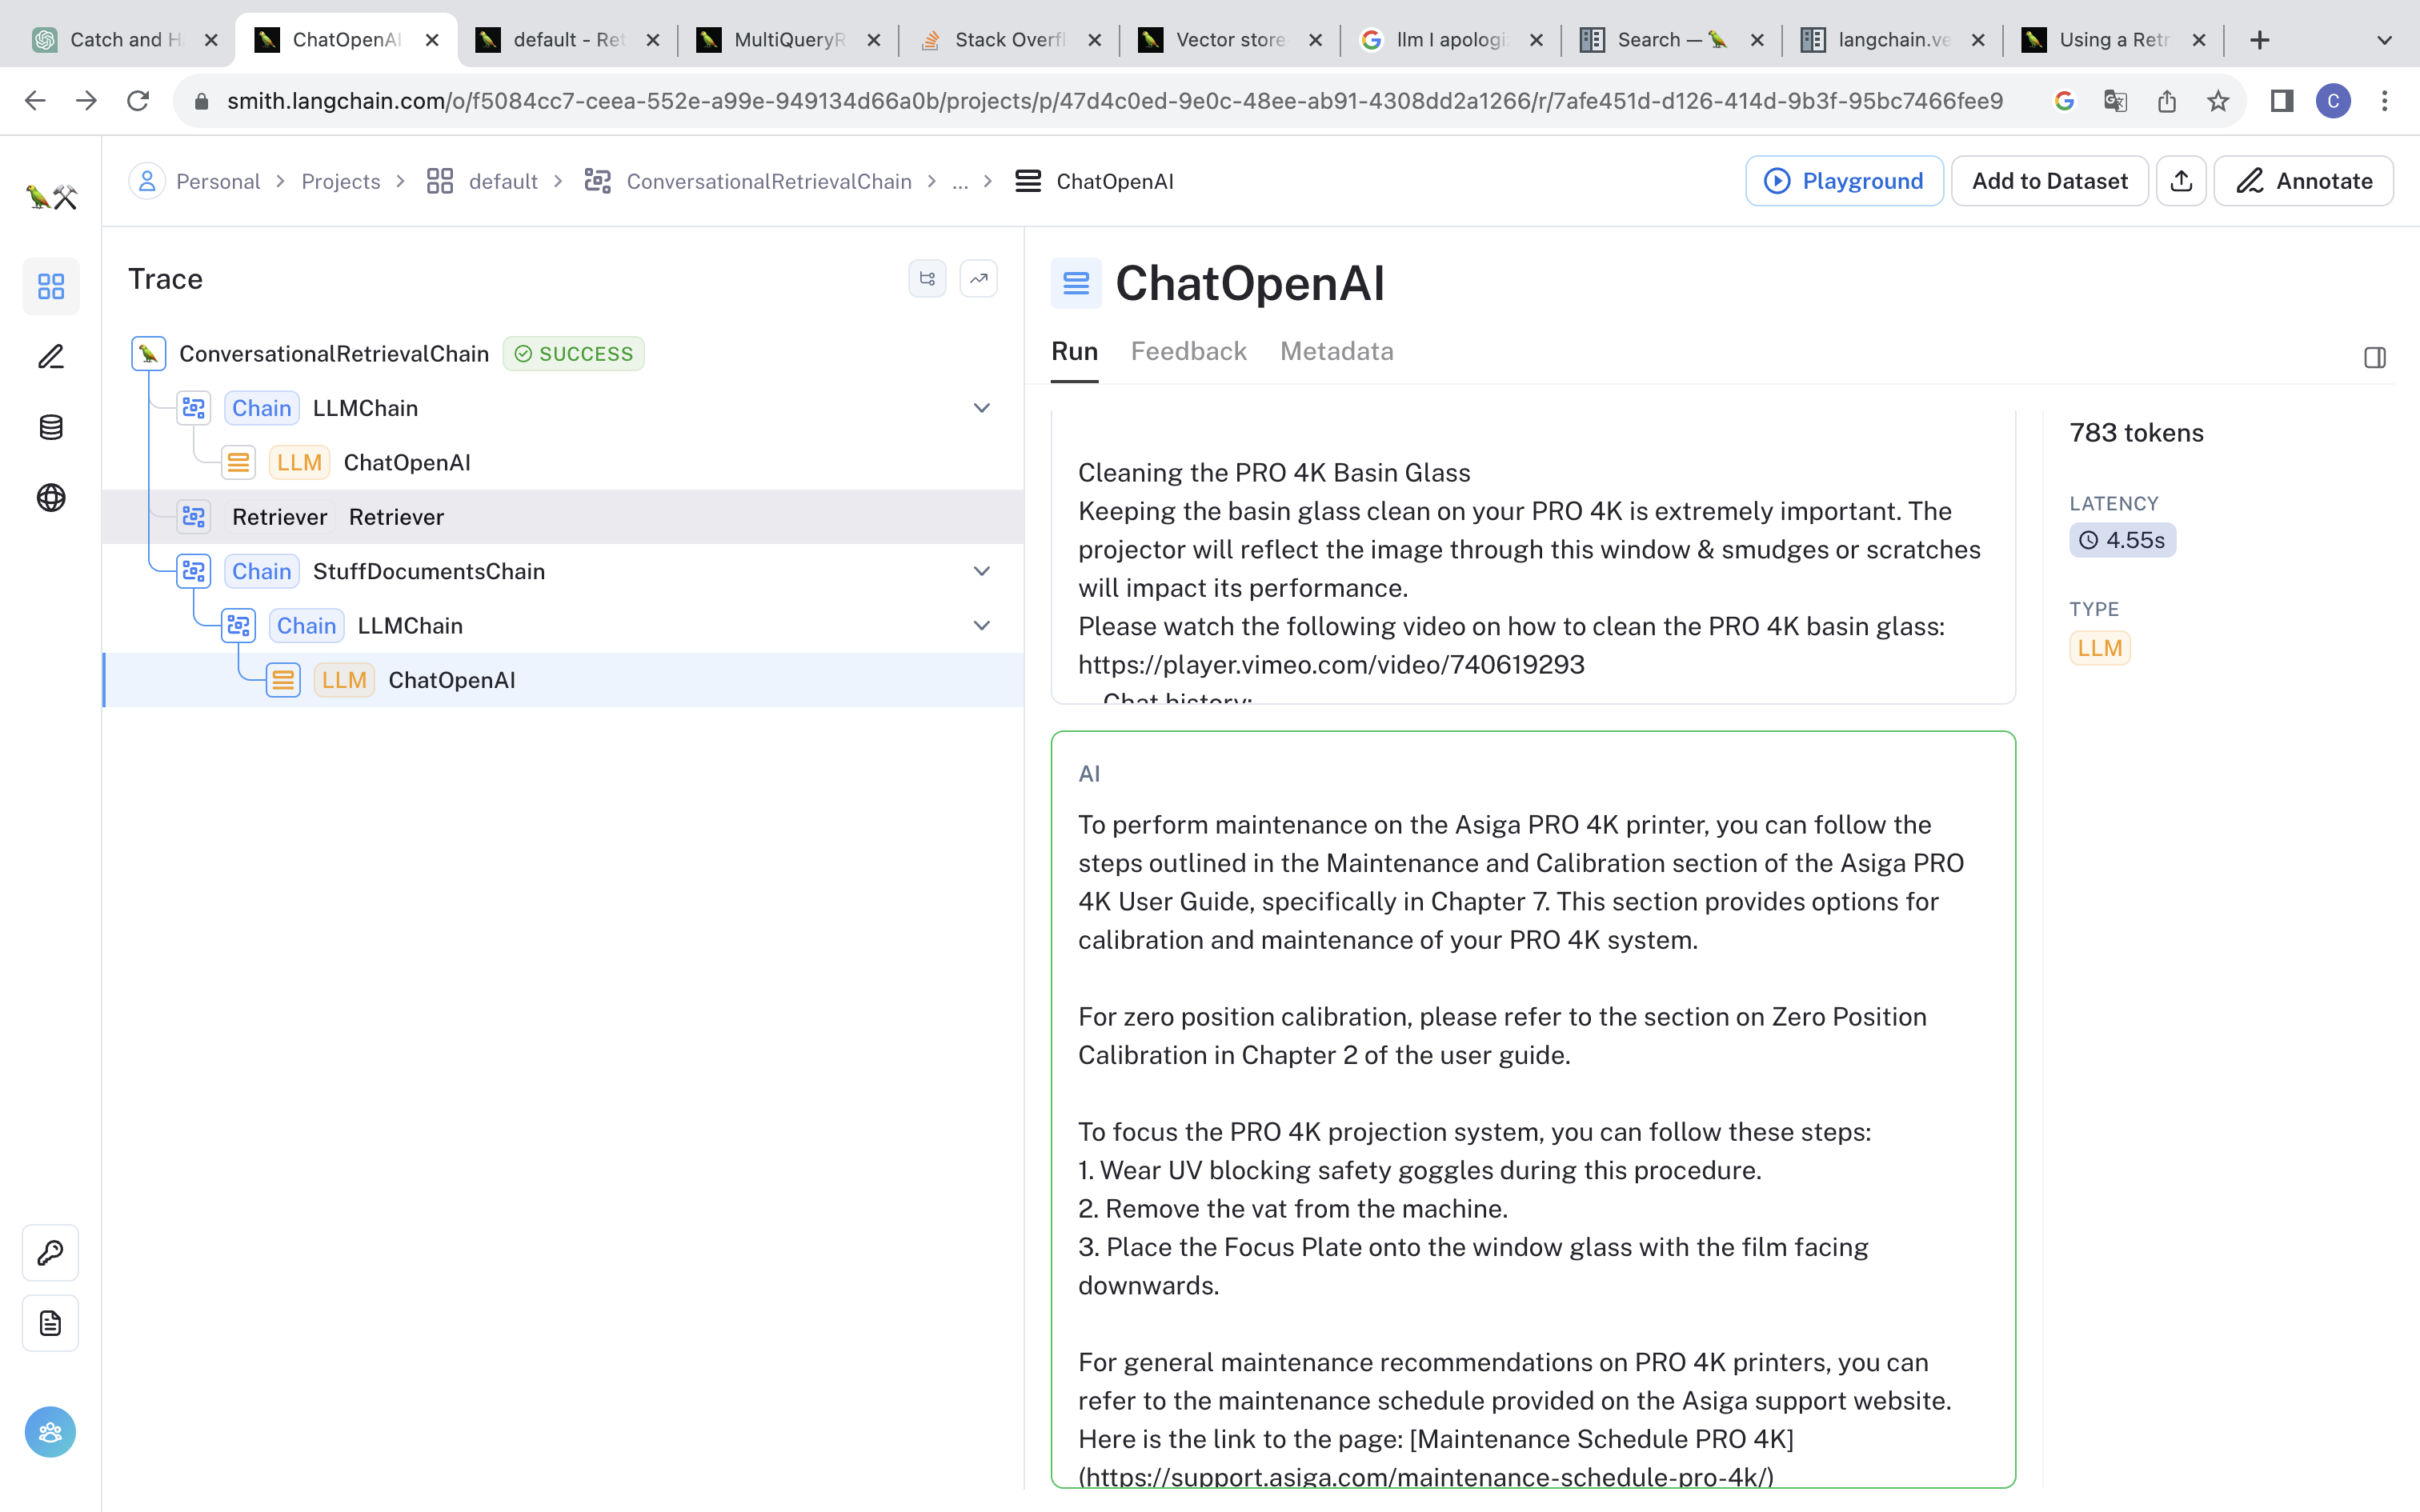 Catch and H
ChatOpenAI
default - Ret
MultiQueryR
Stack Overfl
Vector store
llm I apologi
Search —
langchain.ve
Using a Retr
smith.langchain.com/o/f5084cc7-ceea-552e-a99e-949134d66a0b/projects/p/47d4c0ed-9e0c-48ee-ab91-4308dd2a1266/r/7afe451d-d126-414d-9b3f-95bc7466fee9
C
Personal
Projects
default
ConversationalRetrievalChain
...
ChatOpenAI
Playground
Add to Dataset
Annotate
Trace
ConversationalRetrievalChain SUCCESS
Chain LLMChain
LLM ChatOpenAI
Retriever Retriever
Chain StuffDocumentsChain
Chain LLMChain
LLM ChatOpenAI
ChatOpenAI
Run Feedback Metadata
Cleaning the PRO 4K Basin Glass
Keeping the basin glass clean on your PRO 4K is extremely important. The
projector will reflect the image through this window & smudges or scratches
will impact its performance.
Please watch the following video on how to clean the PRO 4K basin glass:
https://player.vimeo.com/video/740619293
Chat history:
AI
To perform maintenance on the Asiga PRO 4K printer, you can follow the
steps outlined in the Maintenance and Calibration section of the Asiga PRO
4K User Guide, specifically in Chapter 7. This section provides options for
calibration and maintenance of your PRO 4K system.
For zero position calibration, please refer to the section on Zero Position
Calibration in Chapter 2 of the user guide.
To focus the PRO 4K projection system, you can follow these steps:
1. Wear UV blocking safety goggles during this procedure.
2. Remove the vat from the machine.
3. Place the Focus Plate onto the window glass with the film facing
downwards.
For general maintenance recommendations on PRO 4K printers, you can
refer to the maintenance schedule provided on the Asiga support website.
Here is the link to the page: [Maintenance Schedule PRO 4K]
(https://support.asiga.com/maintenance-schedule-pro-4k/)
783 tokens
LATENCY
4.55s
TYPE
LLM